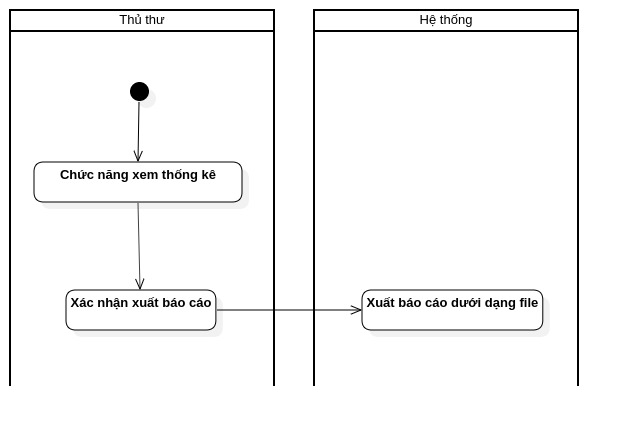 Thủ thư
Hệ thống
Chức năng xem thống kê
Xác nhận xuất báo cáo
Xuất báo cáo dưới dạng file